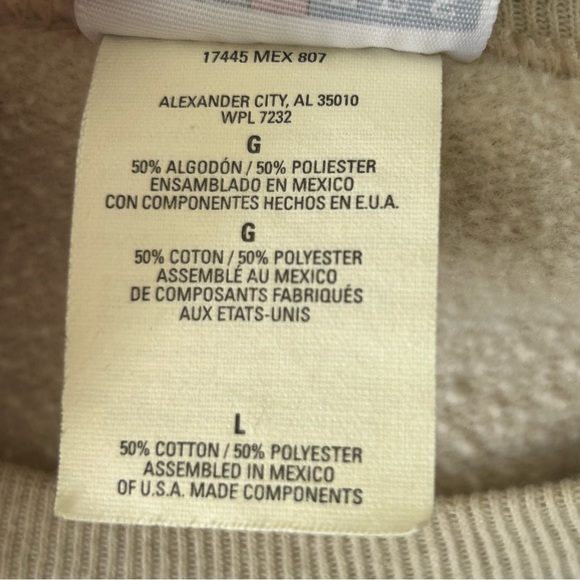 17445 MEX 807
ALEXANDER CITY, AL 35010
WPL 7232
G
50% ALGODÓN / 50% POLIESTER
ENSAMBLADO EN MEXICO
CON COMPONENTES HECHOS EN E.U.A.
G
50% COTON / 50% POLYESTER
ASSEMBLÉ AU MEXICO
DE COMPOSANTS FABRIQUÉS
AUX ETATS-UNIS
L
50% COTTON / 50% POLYESTER
ASSEMBLED IN MEXICO
OF U.S.A. MADE COMPONENTS